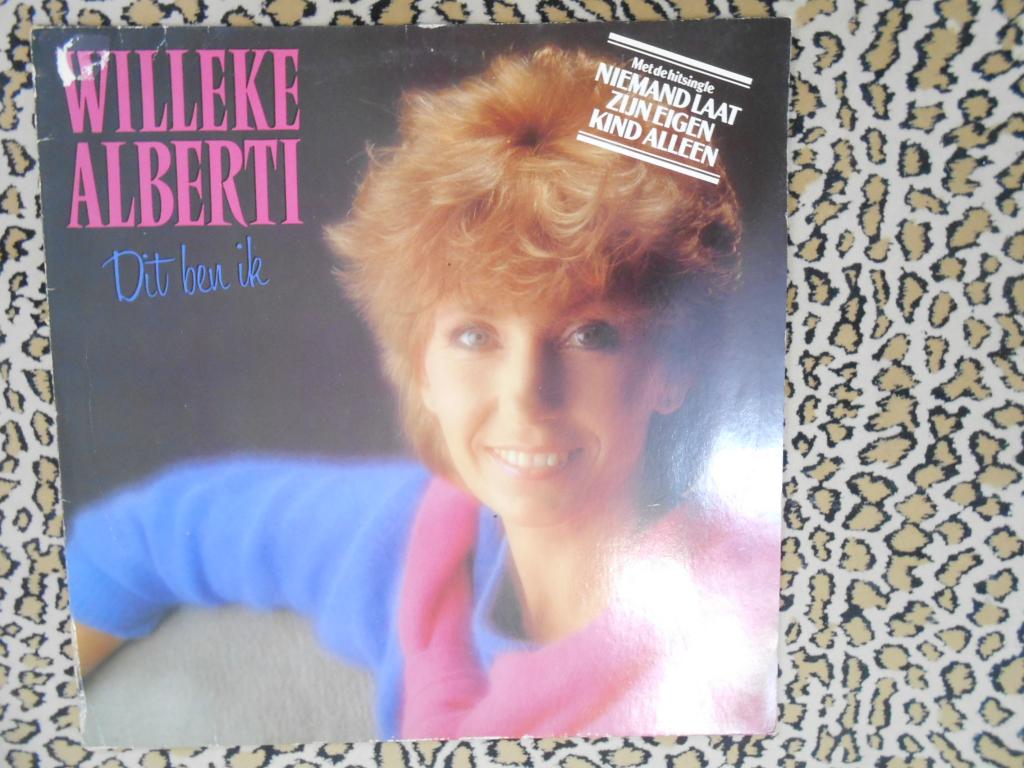 WILLEKE
ALBERTI
Dit ben ik
Met de hitsingle
NIEMAND LAAT
ZIJN EIGEN
KIND ALLEEN